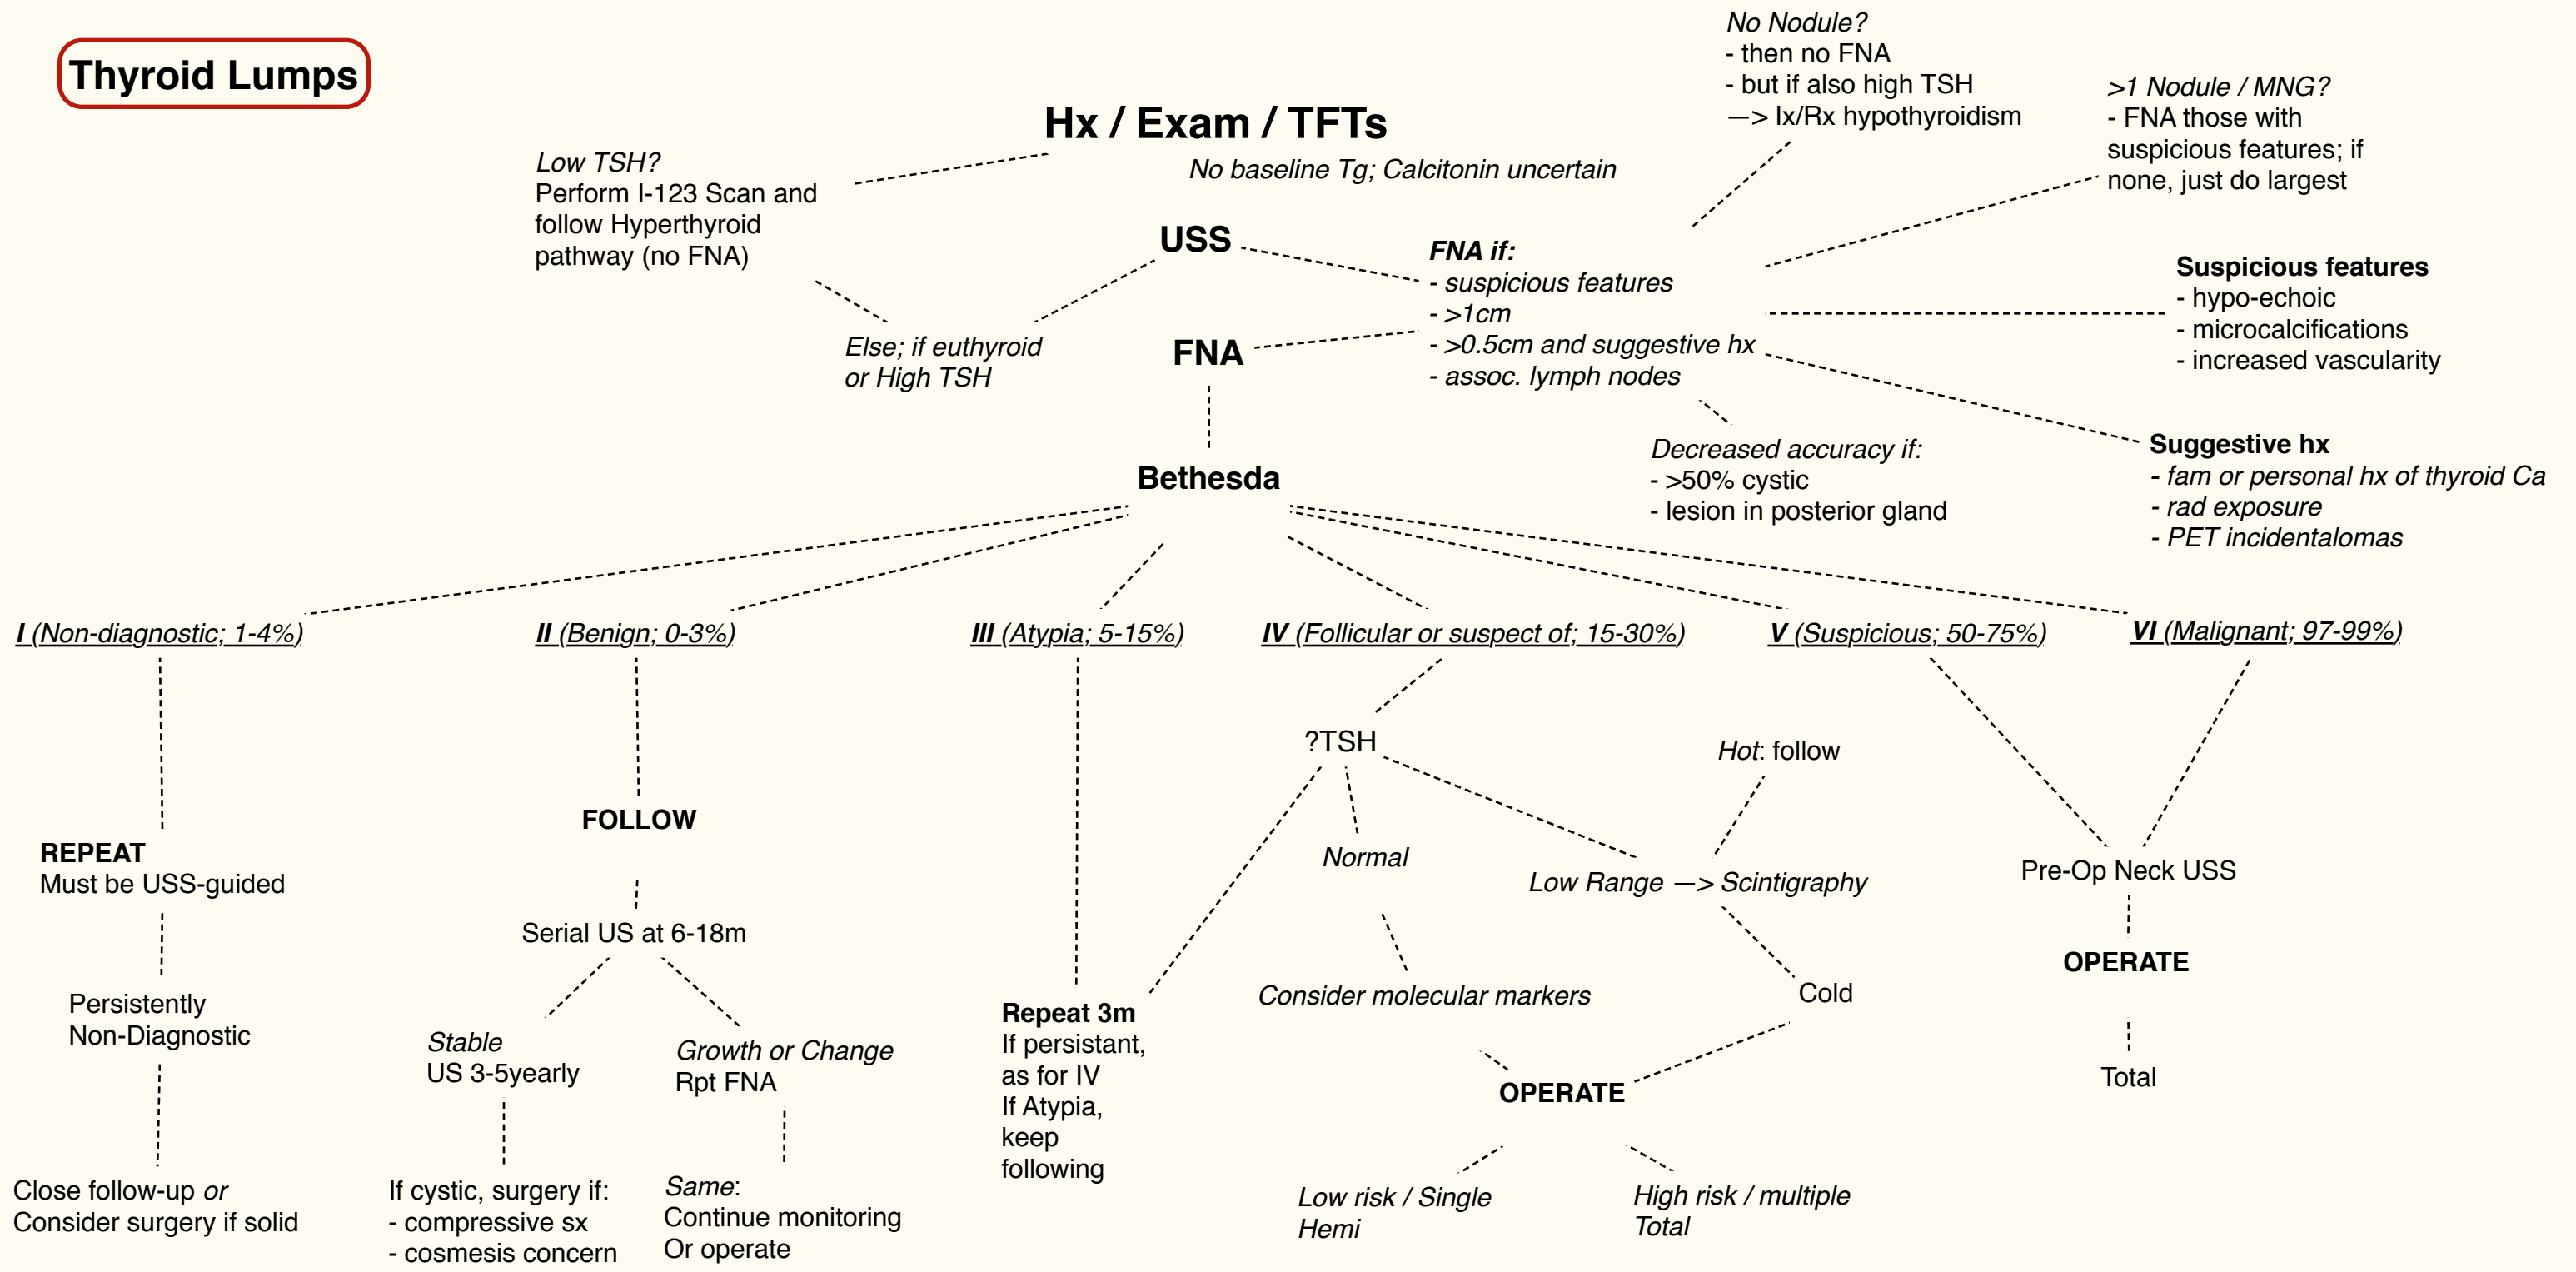 Thyroid Lumps
Hx / Exam / TFTs
No baseline Tg; Calcitonin uncertain
Low TSH?
Perform I-123 Scan and
follow Hyperthyroid
pathway (no FNA)
Else; if euthyroid
or High TSH
USS
FNA
FNA if:
- suspicious features
- >1cm
- >0.5cm and suggestive hx
- assoc. lymph nodes
No Nodule?
- then no FNA
- but if also high TSH
—> Ix/Rx hypothyroidism
>1 Nodule / MNG?
- FNA those with
suspicious features; if
none, just do largest
Suspicious features
- hypo-echoic
- microcalcifications
- increased vascularity
Suggestive hx
- fam or personal hx of thyroid Ca
- rad exposure
- PET incidentalomas
Decreased accuracy if:
- >50% cystic
- lesion in posterior gland
Bethesda
I (Non-diagnostic; 1-4%)
REPEAT
Must be USS-guided
Persistently
Non-Diagnostic
Close follow-up or
Consider surgery if solid
II (Benign; 0-3%)
FOLLOW
Serial US at 6-18m
Stable
US 3-5yearly
If cystic, surgery if:
- compressive sx
- cosmesis concern
Growth or Change
Rpt FNA
Same:
Continue monitoring
Or operate
III (Atypia; 5-15%)
Repeat 3m
If persistant,
as for IV
If Atypia,
keep
following
IV (Follicular or suspect of; 15-30%)
?TSH
Normal
Consider molecular markers
Low Range —> Scintigraphy
Hot: follow
Cold
OPERATE
Low risk / Single
Hemi
High risk / multiple
Total
V (Suspicious; 50-75%)
VI (Malignant; 97-99%)
Pre-Op Neck USS
OPERATE
Total